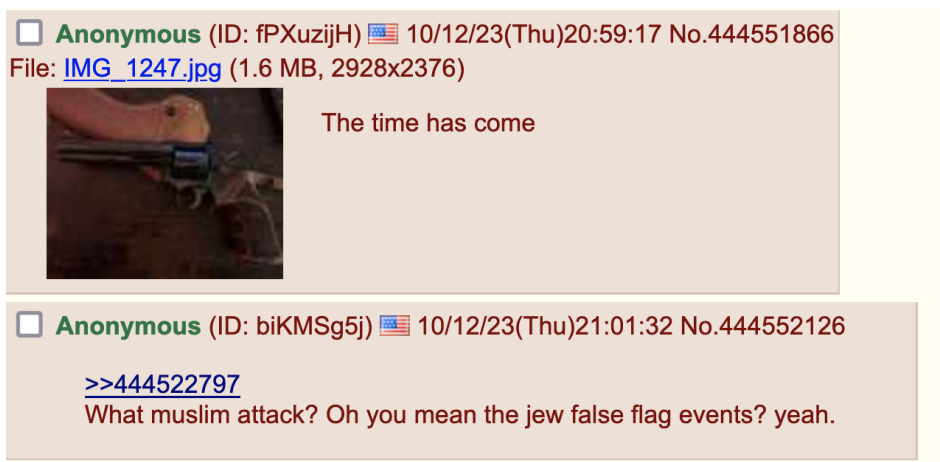 Anonymous (ID: fPXuzijH) 10/12/23(Thu)20:59:17 No.444551866
File: IMG_1247.jpg (1.6 MB, 2928x2376)
The time has come
Anonymous (ID: biKMSg5j) 10/12/23(Thu)21:01:32 No.444552126
>>444522797
What muslim attack? Oh you mean the jew false flag events? yeah.